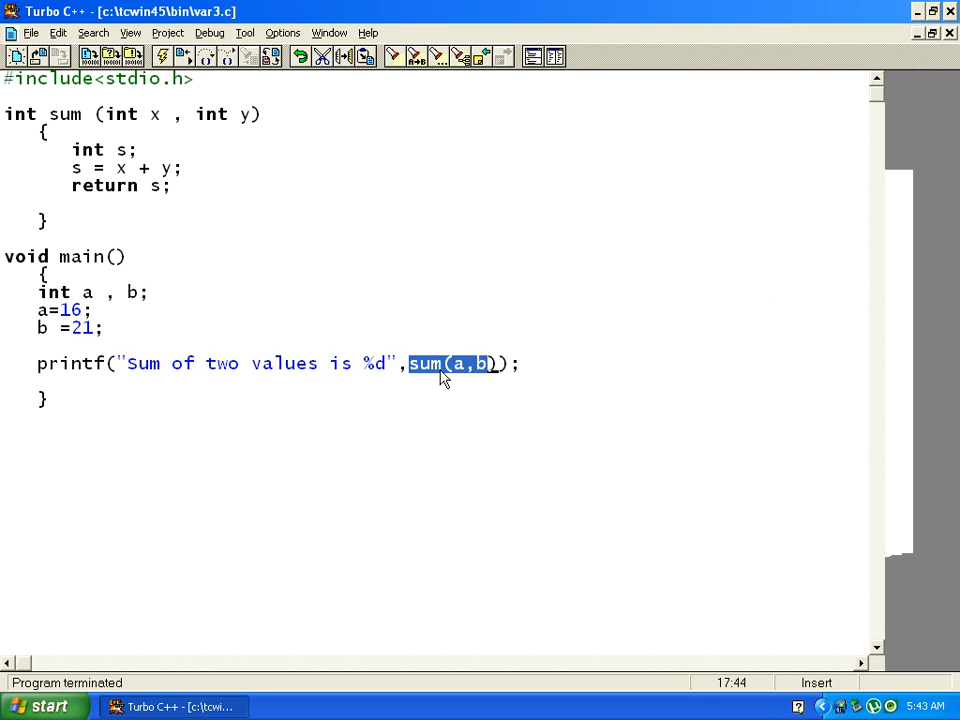 Turbo C++ - [c:\tcwin45\bin\var3.c]
File Edit Search View Project Debug Tool Options Window Help
#include<stdio.h>
int sum (int x , int y)
{
int s;
s = x + y;
return s;
}
void main()
{
int a , b;
a=16;
b =21;
printf("Sum of two values is %d",sum(a,b));
}
Program terminated 17:44 Insert
start Turbo C++ - [c:\tcwi... 5:43 AM